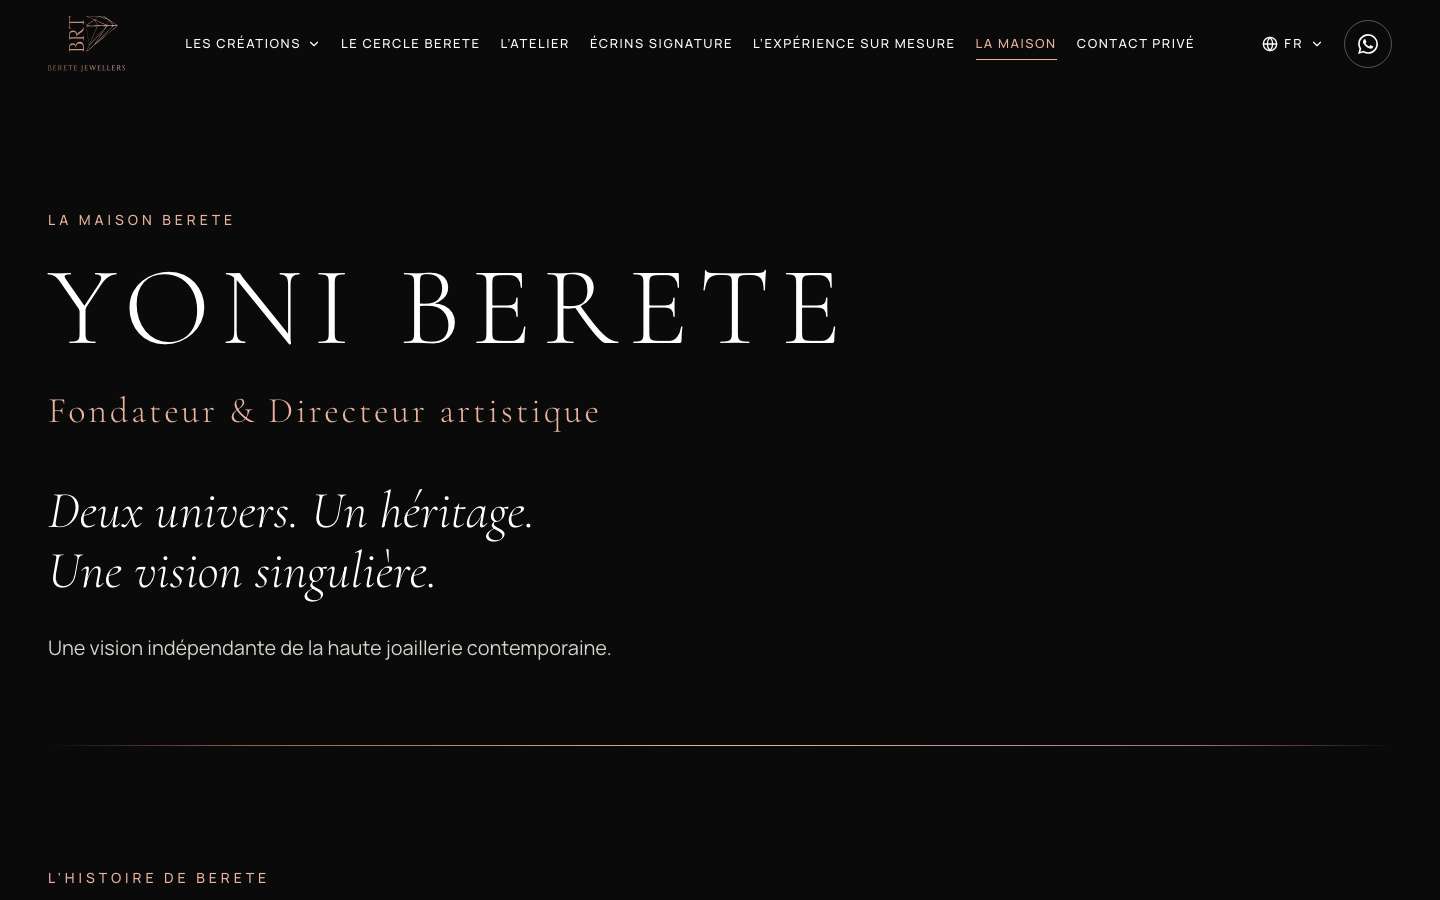 BRT
BERETE JEWELLERS
LES CRÉATIONS
LE CERCLE BERETE
L'ATELIER
ÉCRINS SIGNATURE
L'EXPÉRIENCE SUR MESURE
LA MAISON
CONTACT PRIVÉ
FR
LA MAISON BERETE
YONI BERETE
Fondateur & Directeur artistique
Deux univers. Un héritage.
Une vision singulière.
Une vision indépendante de la haute joaillerie contemporaine.
L'HISTOIRE DE BERETE